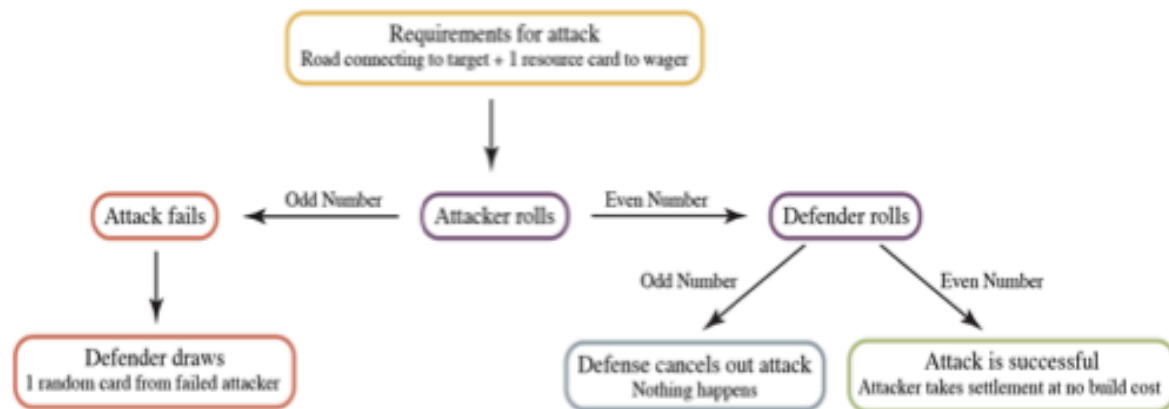 Requirements for attack
Road connecting to target + 1 resource card to wager
Odd Number
Even Number
Attack fails
Attacker rolls
Defender rolls
Odd Number
Even Number
Defender draws
1 random card from failed attacker
Defense cancels out attack
Nothing happens
Attack is successful
Attacker takes settlement at no build cost